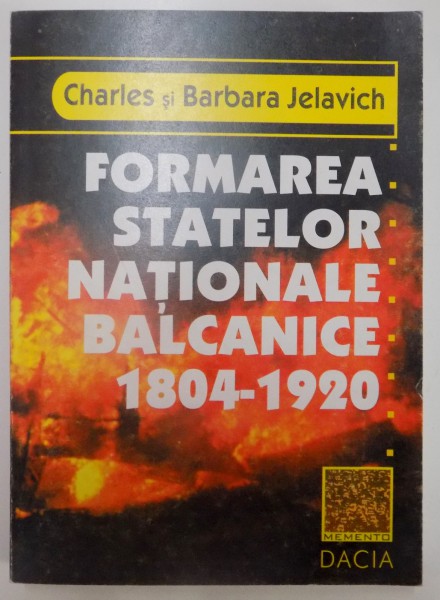 Charles și Barbara Jelavich
FORMAREA
STATELOR
NAȚIONALE
BALCANICE
1804-1920
MEMENTO
DACIA